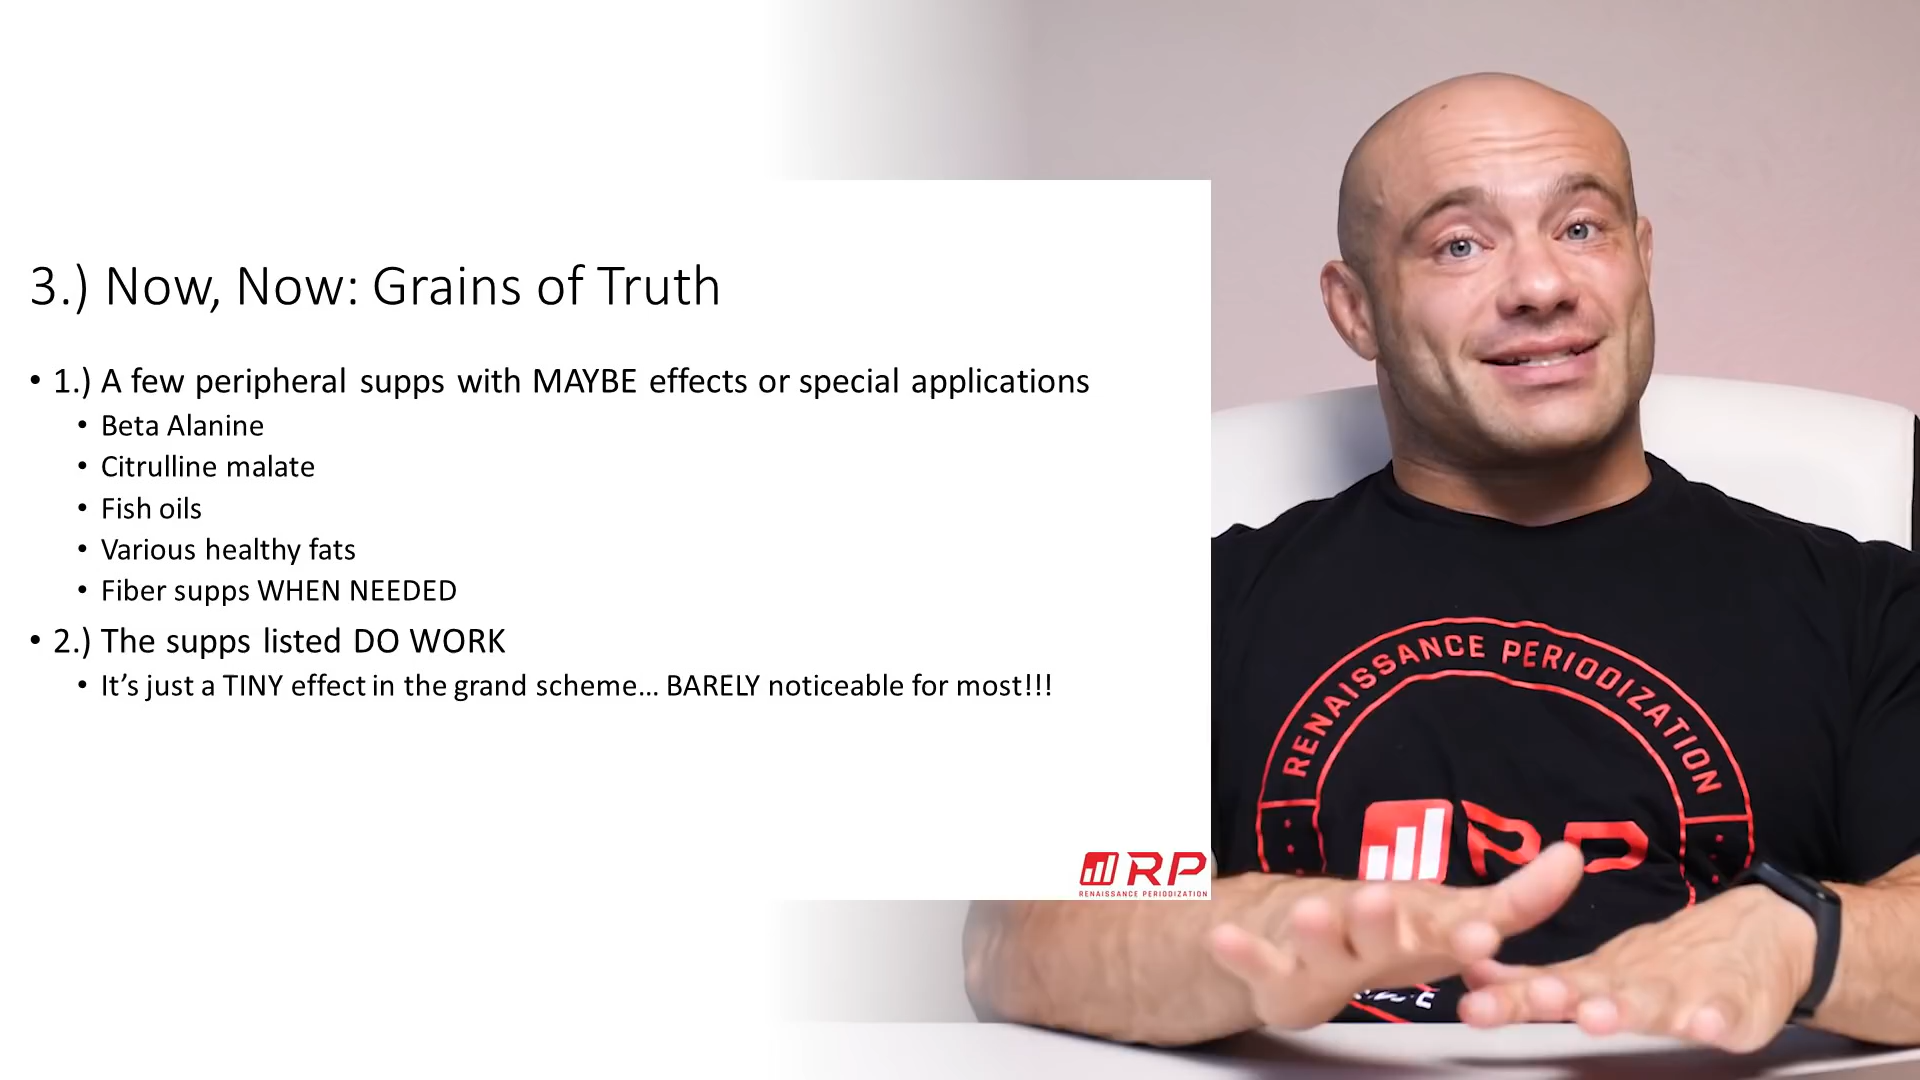 3.) Now, Now: Grains of Truth
• 1.) A few peripheral supps with MAYBE effects or special applications
• Beta Alanine
• Citrulline malate
• Fish oils
• Various healthy fats
• Fiber supps WHEN NEEDED
• 2.) The supps listed DO WORK
• It's just a TINY effect in the grand scheme... BARELY noticeable for most!!!
RP
RENAISSANCE PERIODIZATION
RENAISSANCE PERIODIZATION
RP